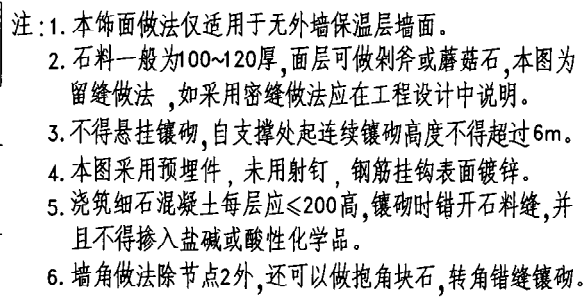 注:1. 本饰面做法仅适用于无外墙保温层墙面。
2. 石料一般为100~120厚,面层可做剁斧或蘑菇石,本图为
留缝做法,如采用密缝做法应在工程设计中说明。
3. 不得悬挂镶砌,自支撑处起连续镶砌高度不得超过6m。
4. 本图采用预埋件,未用射钉,钢筋挂钩表面镀锌。
5. 浇筑细石混凝土每层应≤200高,镶砌时错开石料缝,并
且不得掺入盐碱或酸性化学品。
6. 墙角做法除节点2外,还可以做抱角块石,转角错缝镶砌.